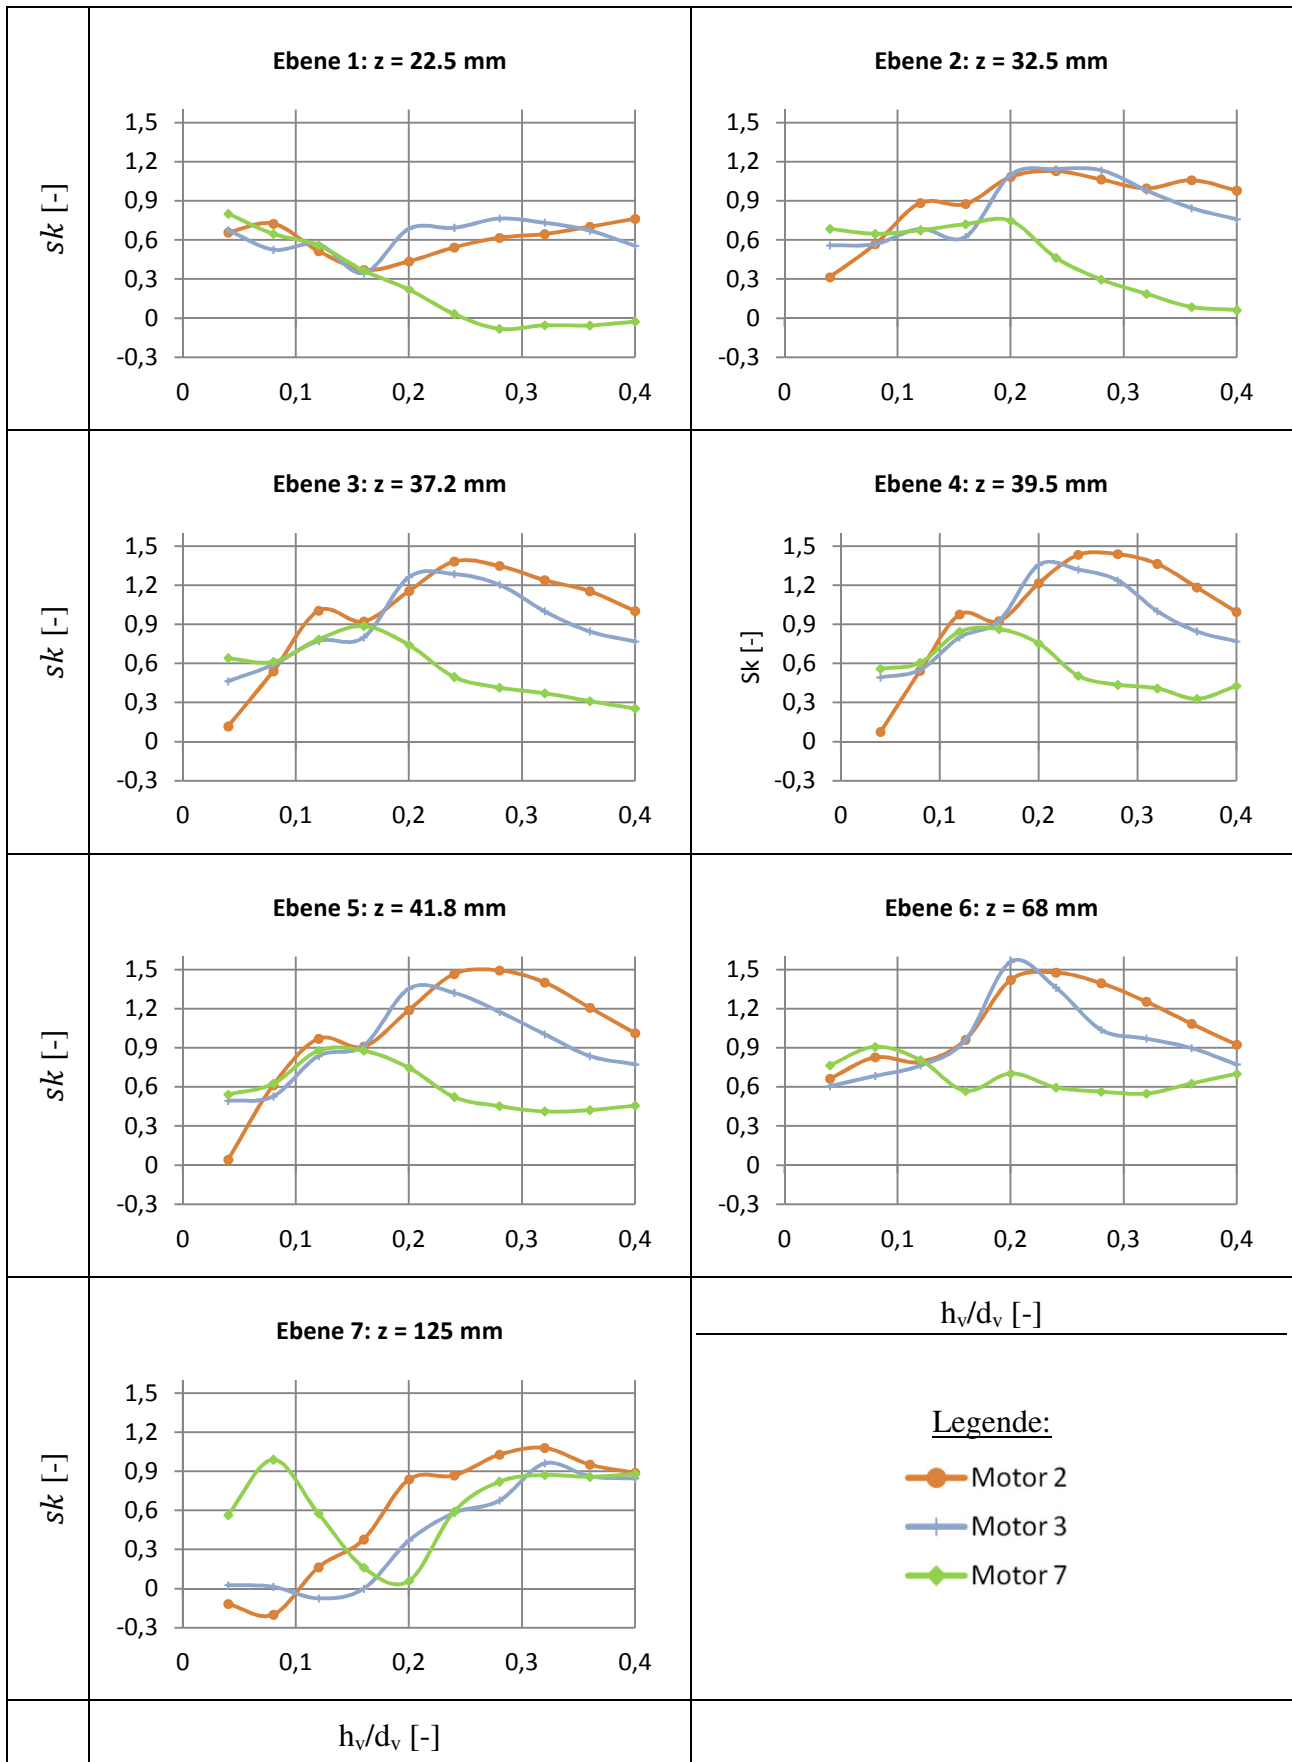 Ebene 1: z = 22.5 mm
sk [-]
1,5
1,2
0,9
0,6
0,3
0
-0,3
0 0,1 0,2 0,3 0,4
Ebene 2: z = 32.5 mm
1,5
1,2
0,9
0,6
0,3
0
-0,3
0 0,1 0,2 0,3 0,4
Ebene 3: z = 37.2 mm
sk [-]
1,5
1,2
0,9
0,6
0,3
0
-0,3
0 0,1 0,2 0,3 0,4
Ebene 4: z = 39.5 mm
Sk [-]
1,5
1,2
0,9
0,6
0,3
0
-0,3
0 0,1 0,2 0,3 0,4
Ebene 5: z = 41.8 mm
sk [-]
1,5
1,2
0,9
0,6
0,3
0
-0,3
0 0,1 0,2 0,3 0,4
Ebene 6: z = 68 mm
1,5
1,2
0,9
0,6
0,3
0
-0,3
0 0,1 0,2 0,3 0,4
Ebene 7: z = 125 mm
sk [-]
1,5
1,2
0,9
0,6
0,3
0
-0,3
0 0,1 0,2 0,3 0,4
h_v/d_v [-]
Legende:
Motor 2
Motor 3
Motor 7
h_v/d_v [-]